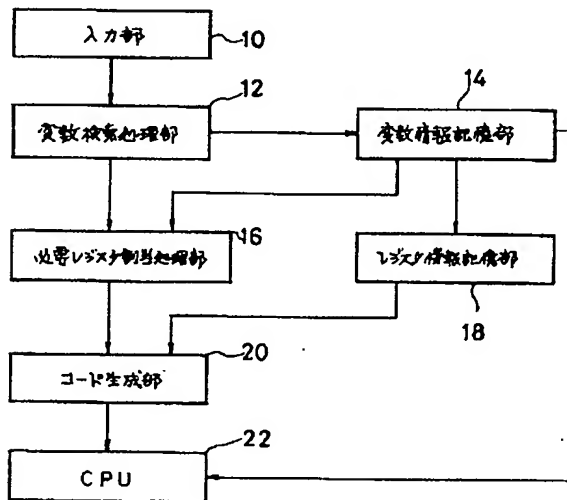 入力部
10
12
14
変数検索処理部
変数情報記憶部
16
必要レジスタ割当処理部
レジスタ情報記憶部
18
20
コード生成部
22
CPU